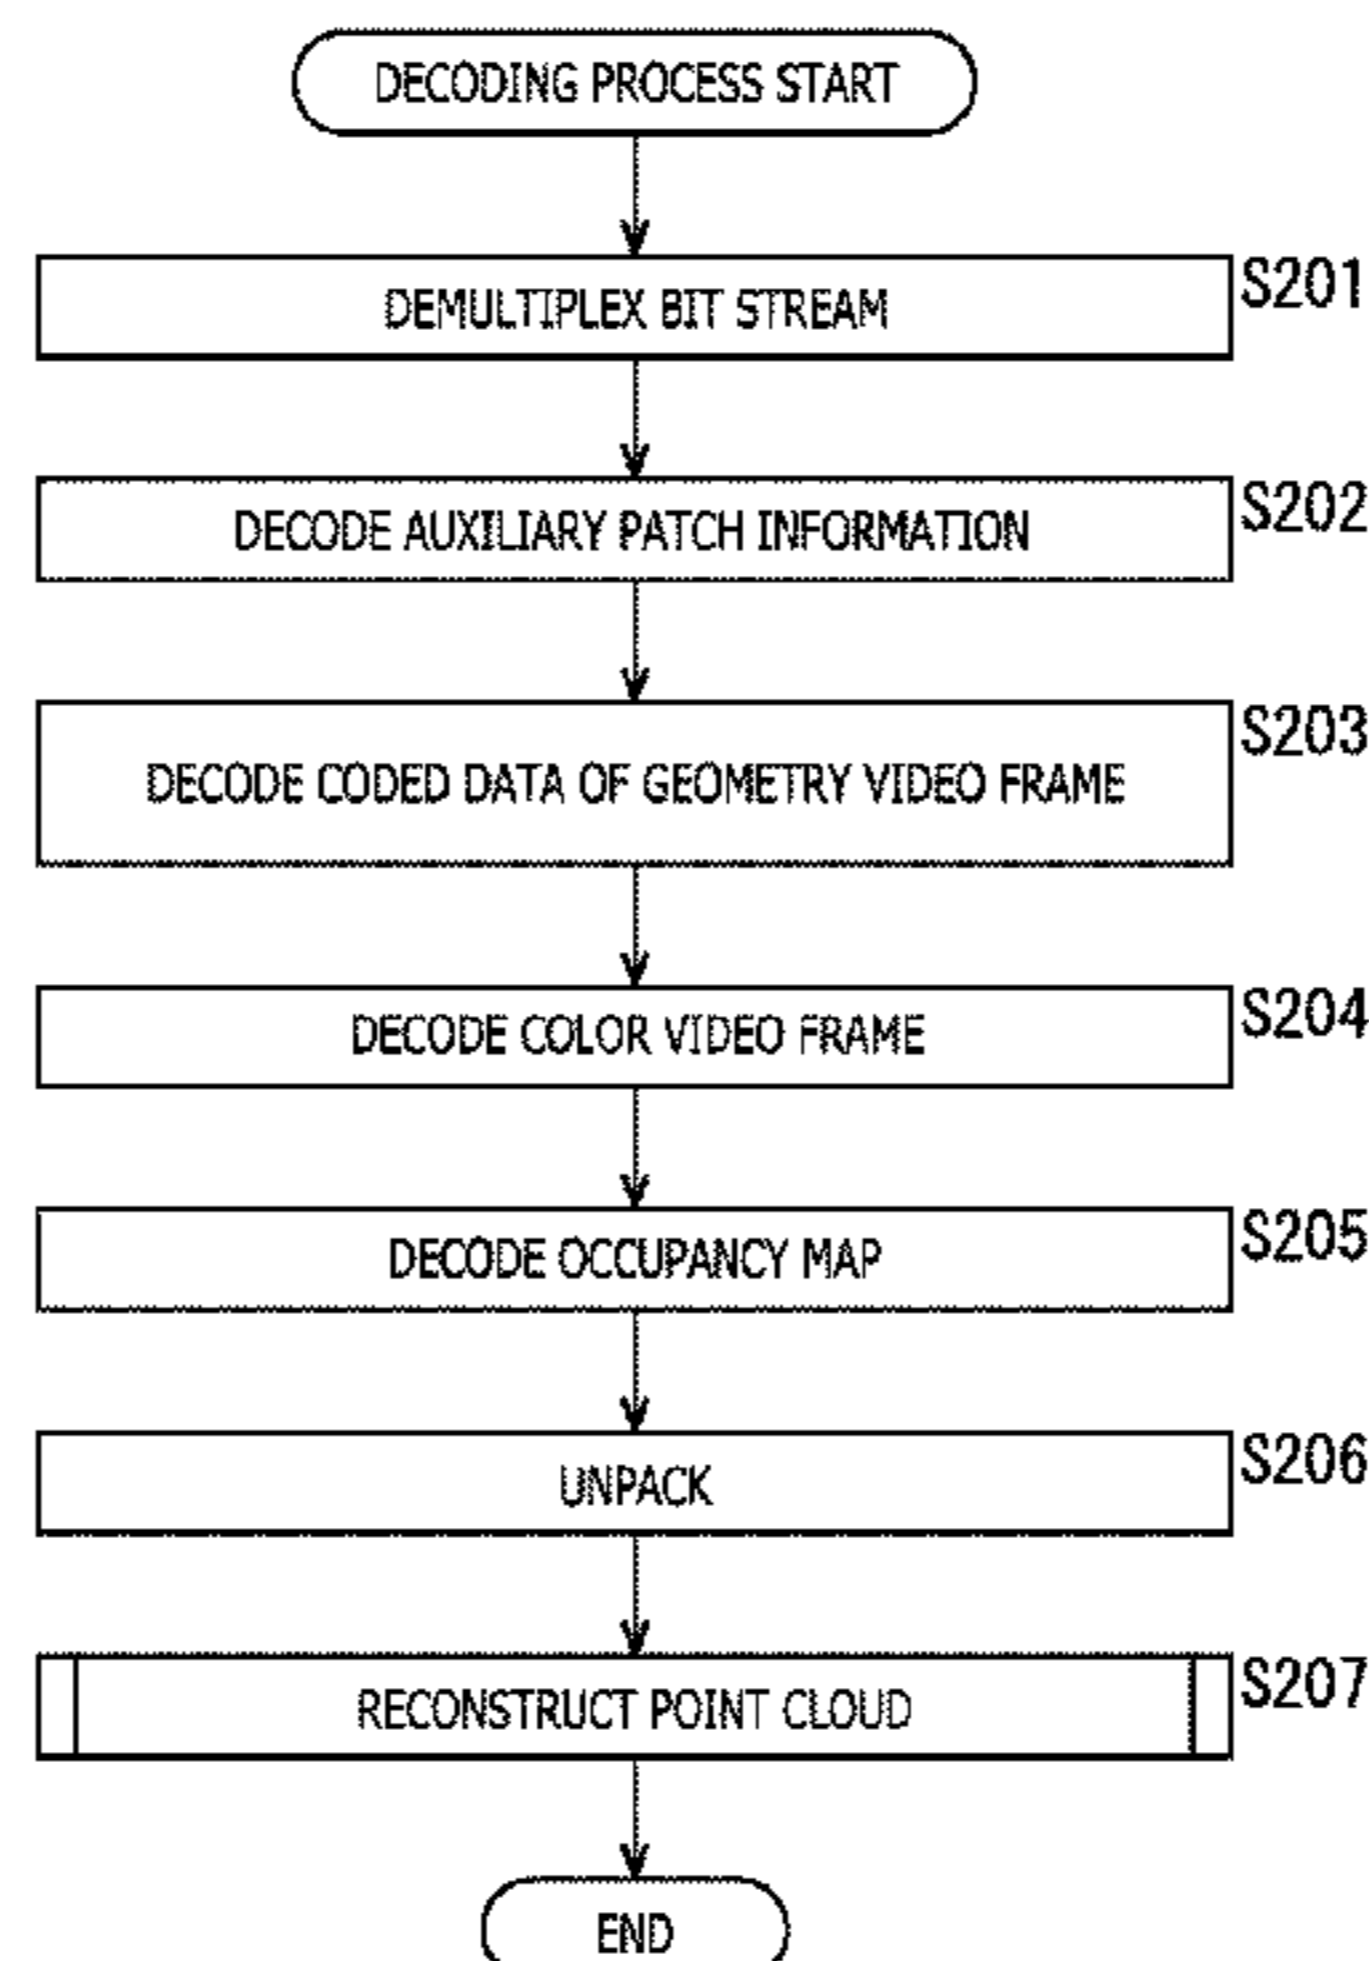 DECODING PROCESS START
DEMULTIPLEX BIT STREAM
S201
DECODE AUXILIARY PATCH INFORMATION
S202
DECODE CODED DATA OF GEOMETRY VIDEO FRAME
S203
DECODE COLOR VIDEO FRAME
S204
DECODE OCCUPANCY MAP
S205
UNPACK
S206
RECONSTRUCT POINT CLOUD
S207
END